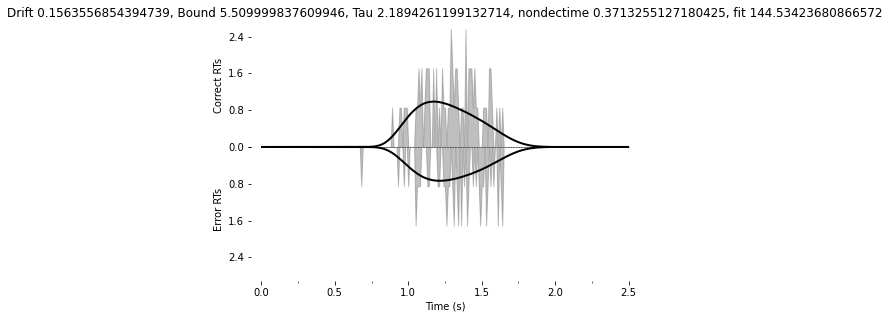 Drift 0.1563556854394739, Bound 5.509999837609946, Tau 2.1894261199132714, nondectime 0.3713255127180425, fit 144.53423680866572
Correct RTs
2.4
1.6
0.8
0.0
0.8
1.6
2.4
Error RTs
0.0 0.5 1.0 1.5 2.0 2.5
Time (s)